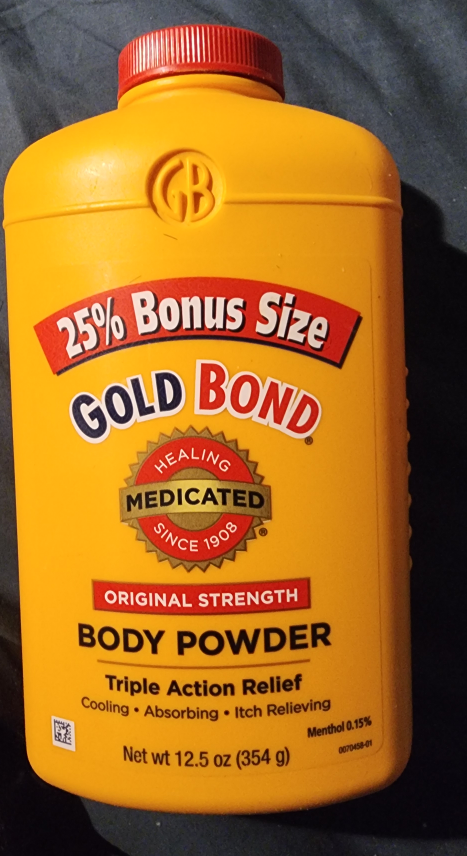 GB
25% Bonus Size
GOLD BOND®
HEALING
MEDICATED
SINCE 1908®
ORIGINAL STRENGTH
BODY POWDER
Triple Action Relief
Cooling • Absorbing • Itch Relieving
Menthol 0.15%
0070458-01
Net wt 12.5 oz (354 g)